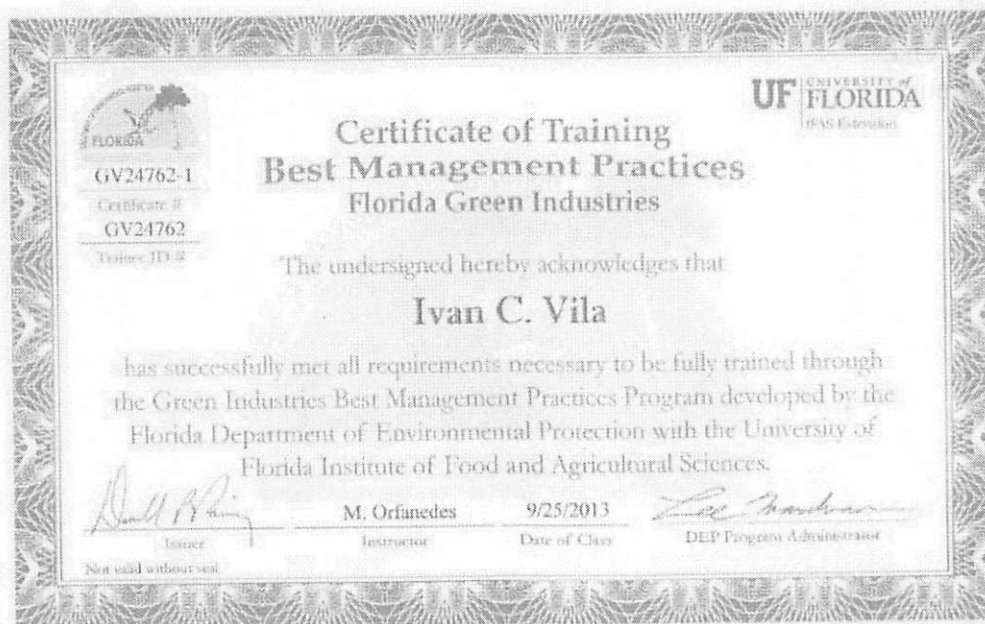 FLORIDA
GV24762-1
Certificate #
GV24762
Trainee ID #
UF UNIVERSITY of
FLORIDA
IFAS Extension
Certificate of Training
Best Management Practices
Florida Green Industries
The undersigned hereby acknowledges that
Ivan C. Vila
has successfully met all requirements necessary to be fully trained through
the Green Industries Best Management Practices Program developed by the
Florida Department of Environmental Protection with the University of
Florida Institute of Food and Agricultural Sciences.
M. Orfanedes 9/25/2013
Issuer Instructor Date of Class DEP Program Administrator
Not valid without seal